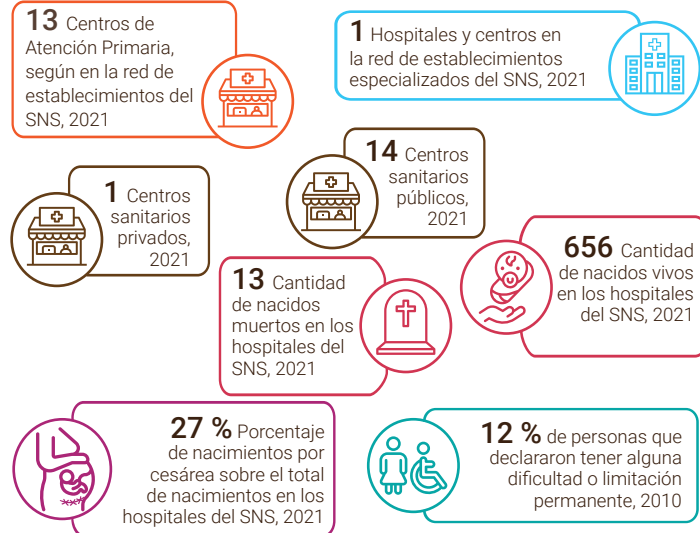 13 Centros de
Atención Primaria,
según en la red de
establecimientos del
SNS, 2021
1 Hospitales y centros en
la red de establecimientos
especializados del SNS, 2021
1 Centros
sanitarios
privados,
2021
14 Centros
sanitarios
públicos,
2021
13 Cantidad
de nacidos
muertos en los
hospitales del
SNS, 2021
656 Cantidad
de nacidos vivos
en los hospitales
del SNS, 2021
27 % Porcentaje
de nacimientos por
cesárea sobre el total
de nacimientos en los
hospitales del SNS, 2021
12 % de personas que
declararon tener alguna
dificultad o limitación
permanente, 2010